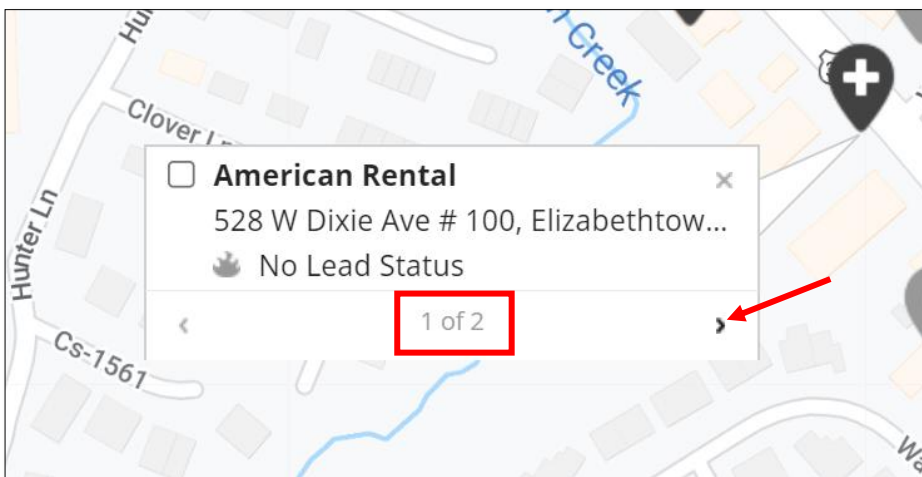 Creek
Clover
American Rental
528 W Dixie Ave # 100, Elizabethtow...
No Lead Status
1 of 2
Hunter Ln
Cs-1561